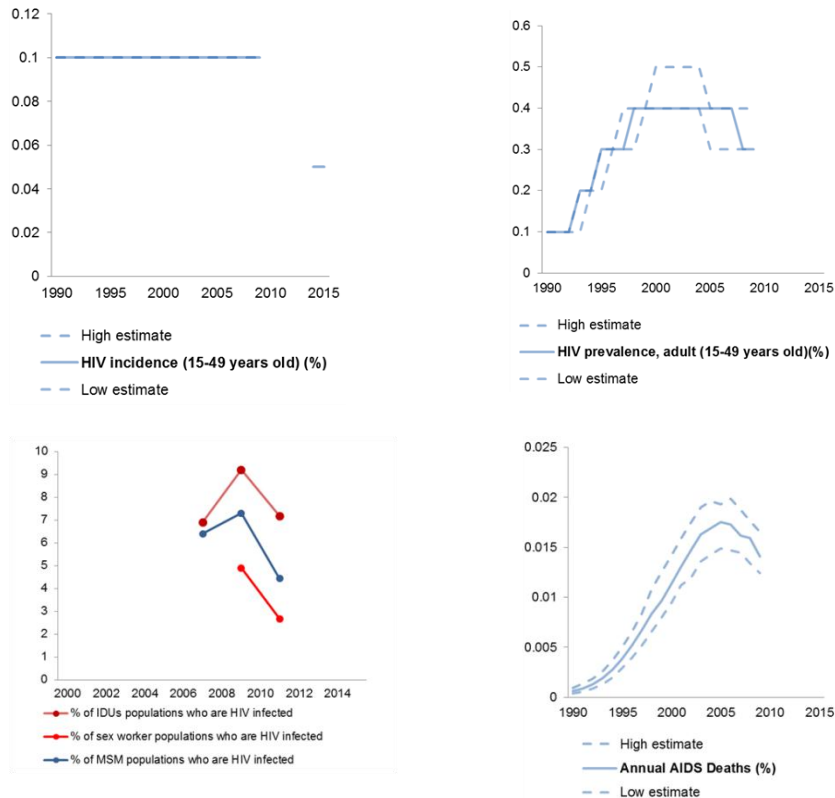 0.12
0.1
0.08
0.06
0.04
0.02
0
1990 1995 2000 2005 2010 2015
High estimate
HIV incidence (15-49 years old) (%)
Low estimate
0.6
0.5
0.4
0.3
0.2
0.1
0
1990 1995 2000 2005 2010 2015
High estimate
HIV prevalence, adult (15-49 years old)(%)
Low estimate
10
9
8
7
6
5
4
3
2
1
0
2000 2002 2004 2006 2008 2010 2012 2014
% of IDUs populations who are HIV infected
% of sex worker populations who are HIV infected
% of MSM populations who are HIV infected
0.025
0.02
0.015
0.01
0.005
0
1990 1995 2000 2005 2010 2015
High estimate
Annual AIDS Deaths (%)
Low estimate